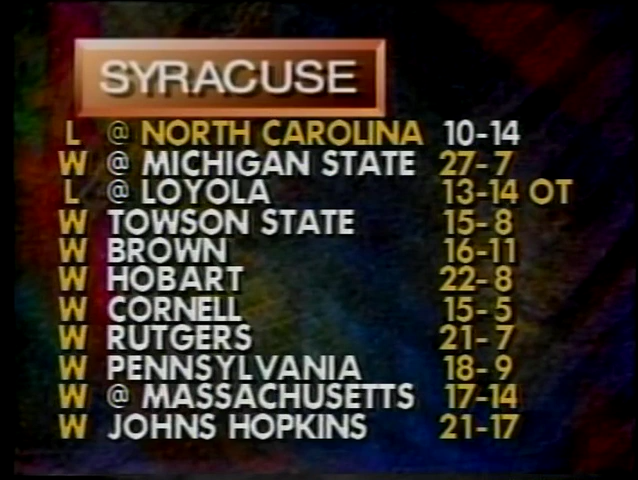 SYRACUSE
L @ NORTH CAROLINA 10-14
W @ MICHIGAN STATE 27-7
L @ LOYOLA 13-14 OT
W TOWSON STATE 15-8
W BROWN 16-11
W HOBART 22-8
W CORNELL 15-5
W RUTGERS 21-7
W PENNSYLVANIA 18-9
W @ MASSACHUSETTS 17-14
W JOHNS HOPKINS 21-17